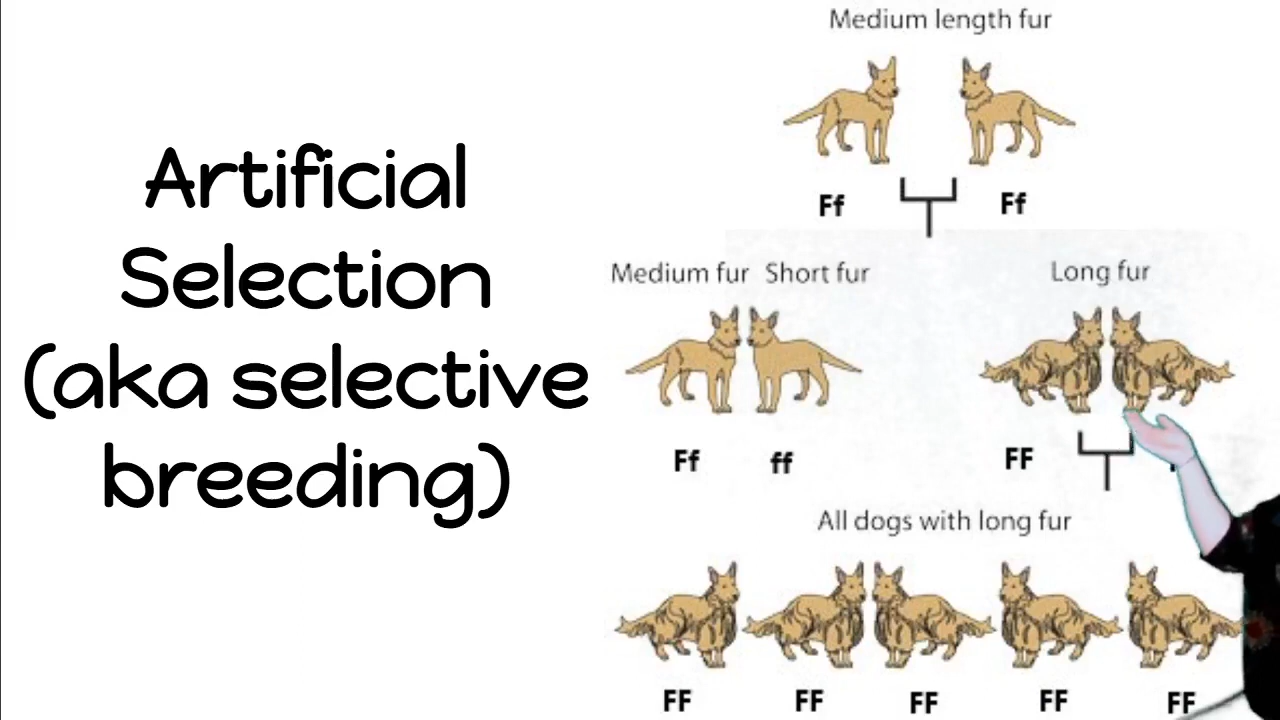 Artificial
Selection
(aka selective
breeding)
Medium length fur
Ff Ff
Medium fur Short fur Long fur
Ff ff FF
All dogs with long fur
FF FF FF FF FF